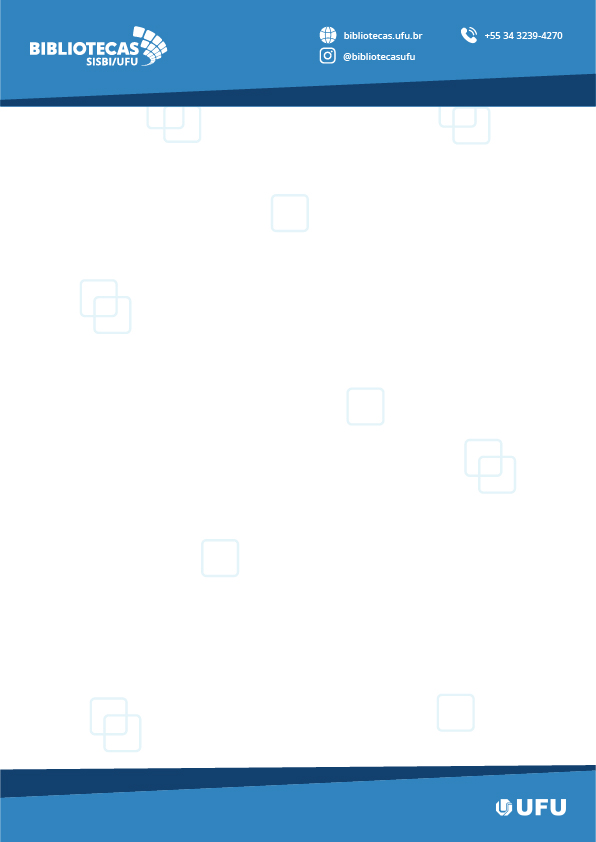 BIBLIOTECAS
SISBI/UFU
bibliotecas.ufu.br
+55 34 3239-4270
@bibliotecasufu
UFU